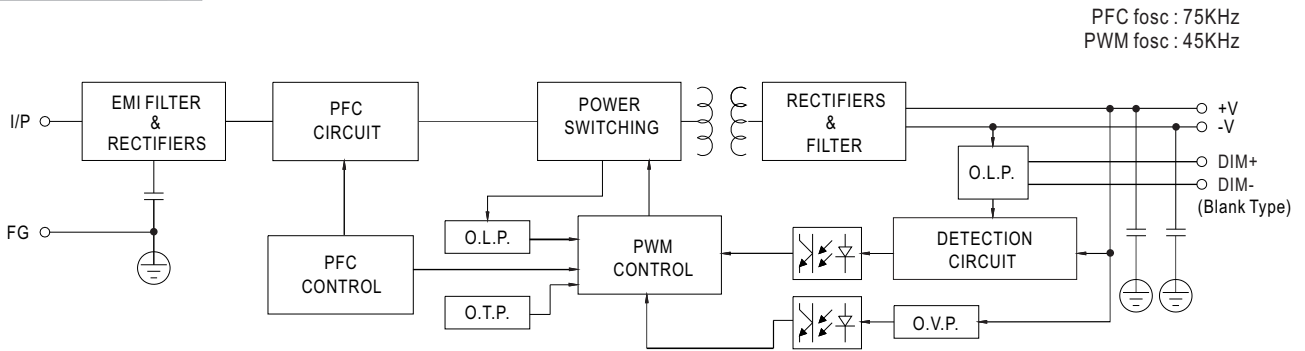 PFC fosc : 75KHz
PWM fosc : 45KHz
I/P
EMI FILTER
&
RECTIFIERS
PFC
CIRCUIT
POWER
SWITCHING
RECTIFIERS
&
FILTER
+V
-V
O.L.P.
DIM+
DIM-
(Blank Type)
FG
PFC
CONTROL
O.L.P.
O.T.P.
PWM
CONTROL
DETECTION
CIRCUIT
O.V.P.